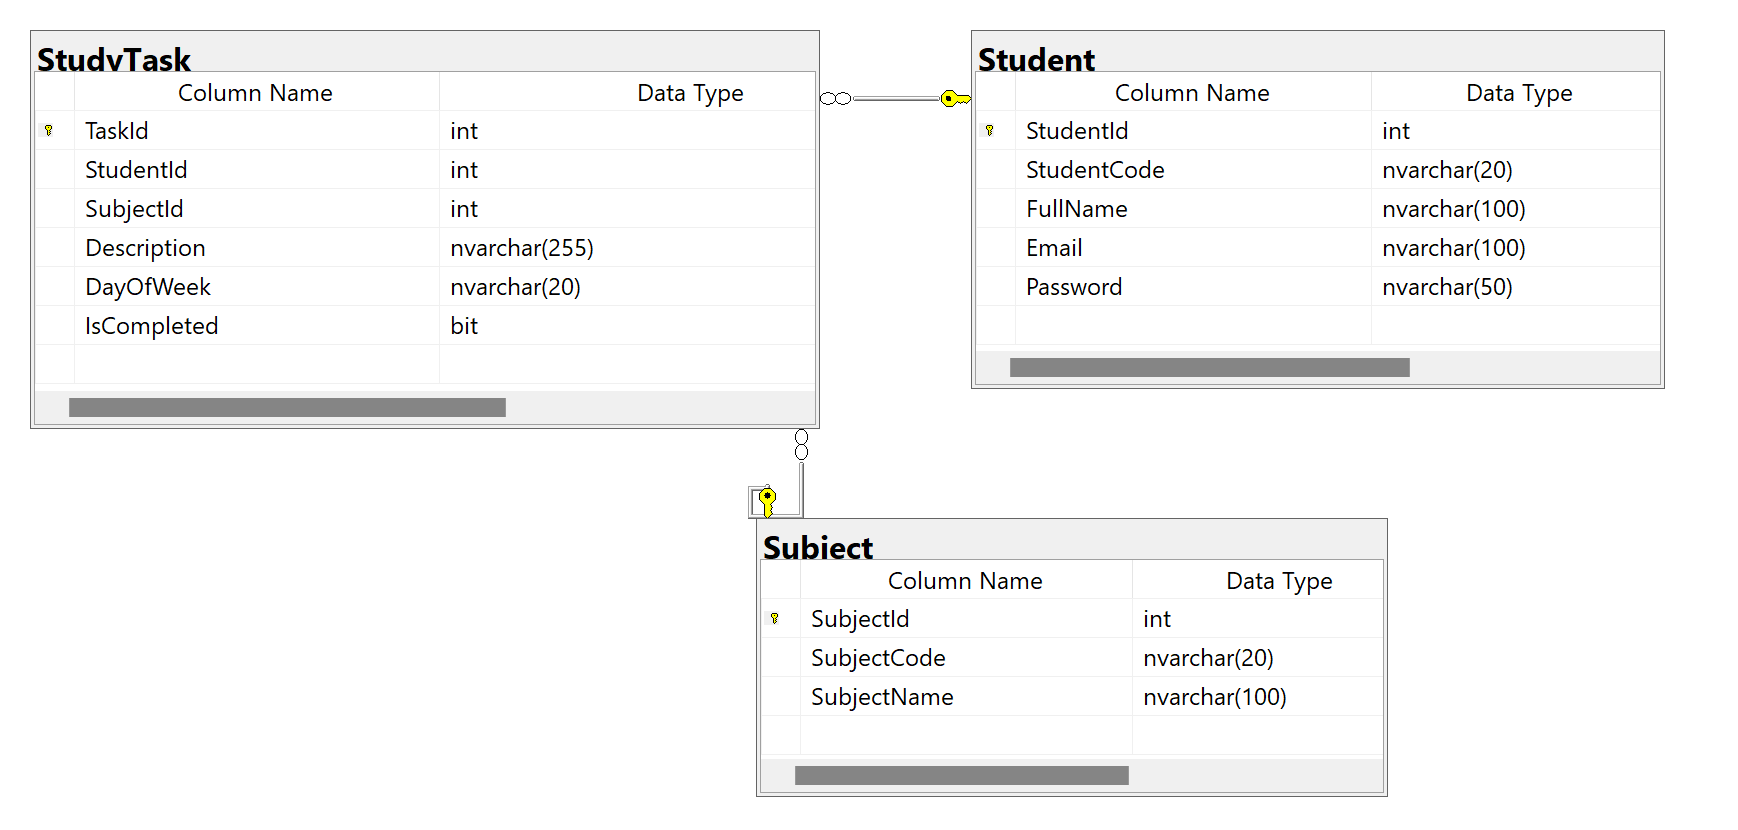 StudyTask
Column Name Data Type
TaskId int
StudentId int
SubjectId int
Description nvarchar(255)
DayOfWeek nvarchar(20)
IsCompleted bit
Student
Column Name Data Type
StudentId int
StudentCode nvarchar(20)
FullName nvarchar(100)
Email nvarchar(100)
Password nvarchar(50)
Subject
Column Name Data Type
SubjectId int
SubjectCode nvarchar(20)
SubjectName nvarchar(100)